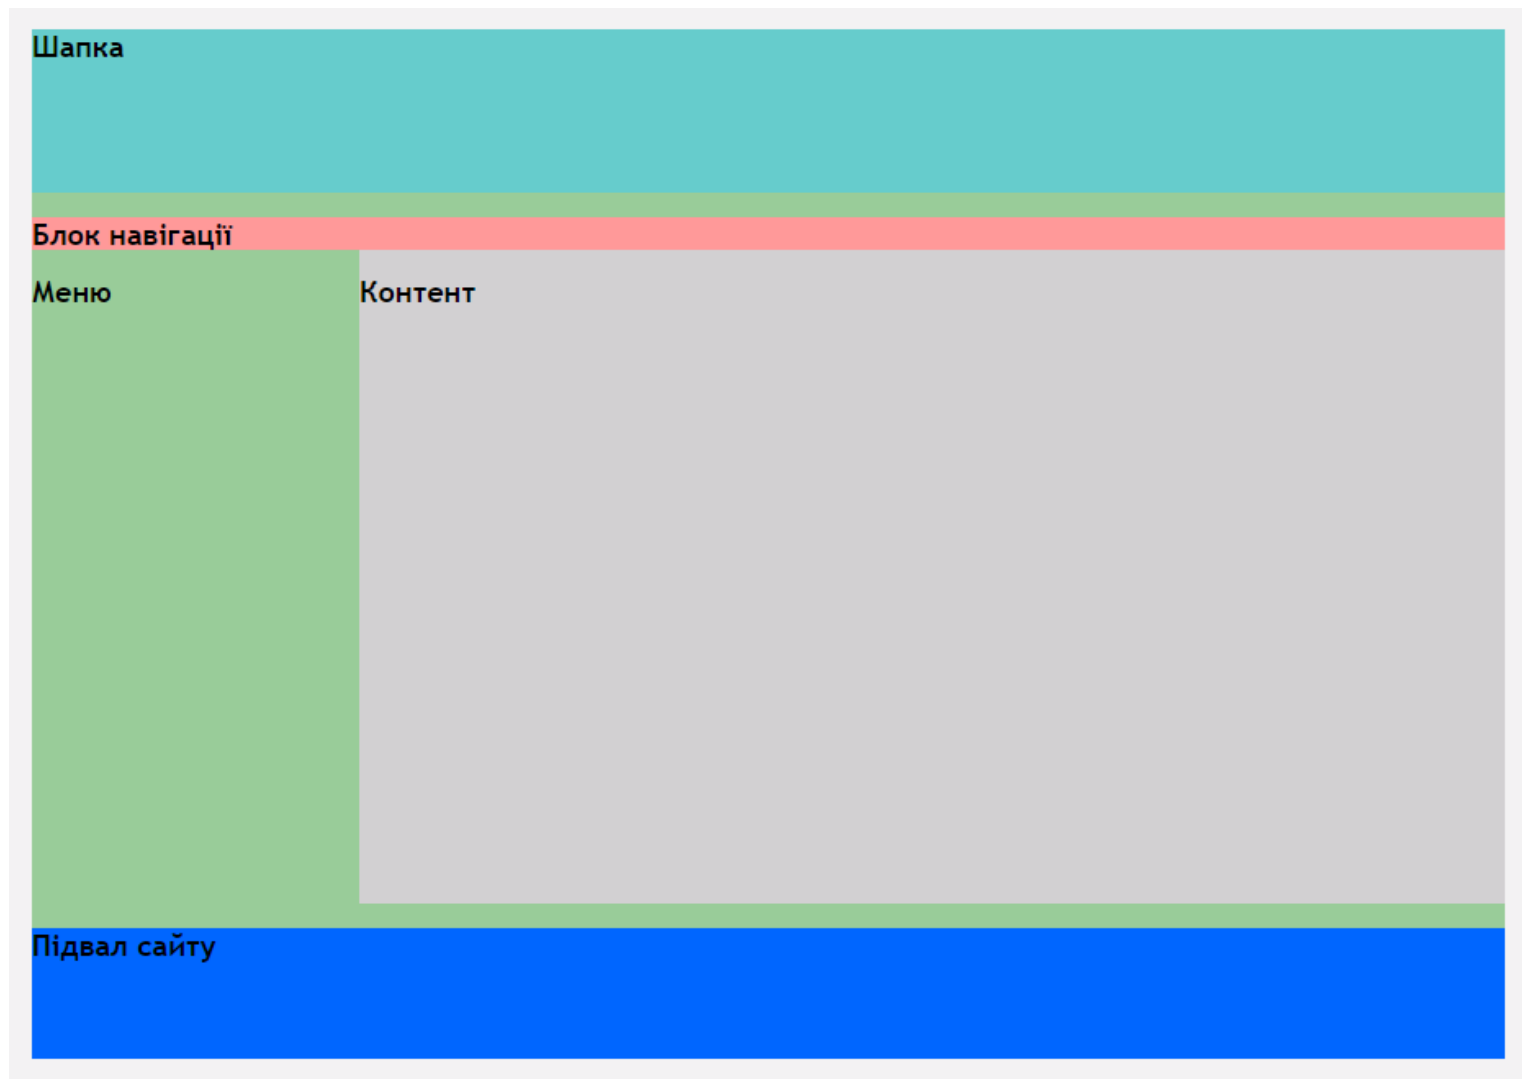 Шапка
Блок навігації
Меню
Контент
Підвал сайту